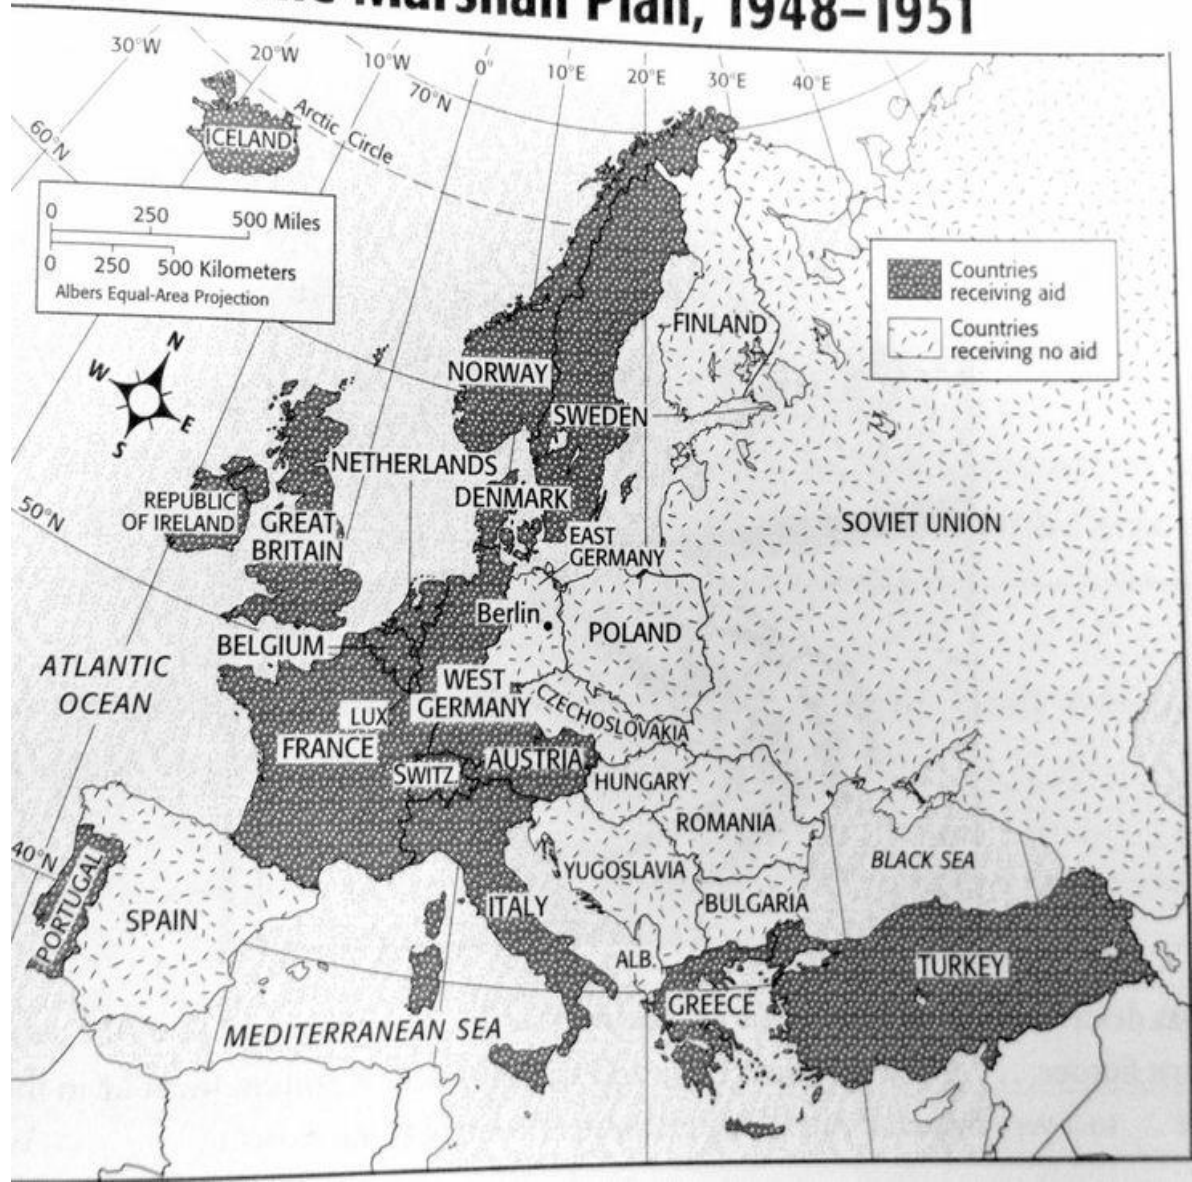 the Marshall Plan, 1948–1951
30°W
20°W
10°W
0°
10°E
20°E
30°E
40°E
70°N
60°N
Arctic Circle
ICELAND
0 250 500 Miles
0 250 500 Kilometers
Albers Equal-Area Projection
Countries
receiving aid
Countries
receiving no aid
N
W
E
S
FINLAND
NORWAY
SWEDEN
NETHERLANDS
DENMARK
REPUBLIC
OF IRELAND
GREAT
BRITAIN
50°N
EAST
GERMANY
SOVIET UNION
Berlin
POLAND
BELGIUM
ATLANTIC
OCEAN
WEST
GERMANY
CZECHOSLOVAKIA
LUX.
FRANCE
SWITZ.
AUSTRIA
HUNGARY
ROMANIA
40°N
PORTUGAL
SPAIN
YUGOSLAVIA
BLACK SEA
ITALY
BULGARIA
ALB.
TURKEY
GREECE
MEDITERRANEAN SEA